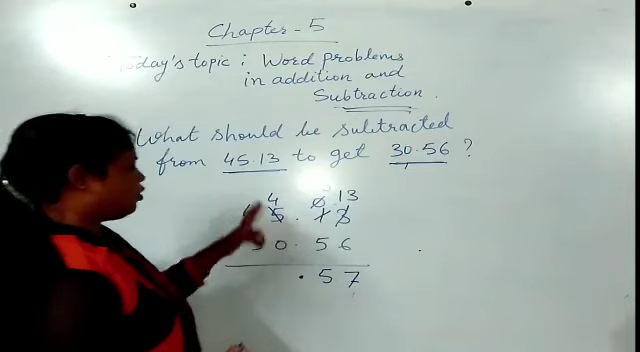 Chapter - 5
Today's topic : Word problems
in addition and
Subtraction.
What should be subtracted
from 45.13 to get 30.56 ?
4 0 13
4 5 . 1 3
0 . 5 6
. 5 7